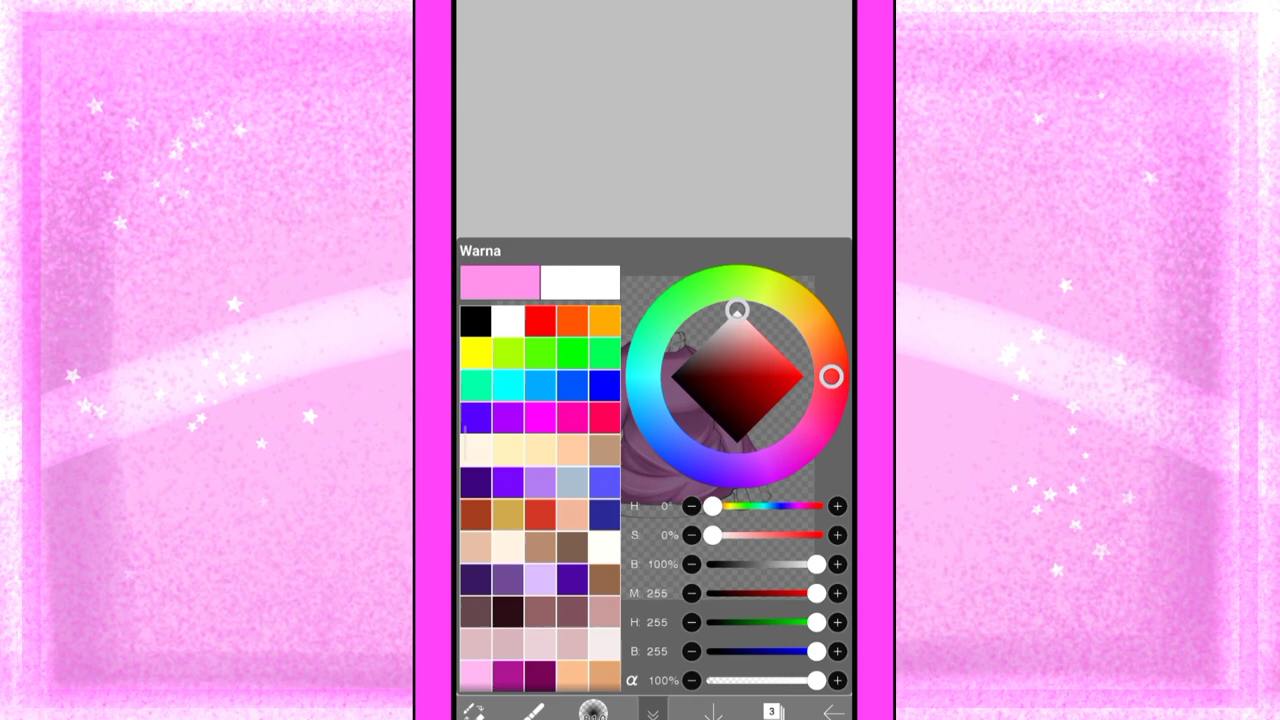 Warna
H: 0°
S: 0%
B: 100%
M: 255
H: 255
B: 255
α 100%
3